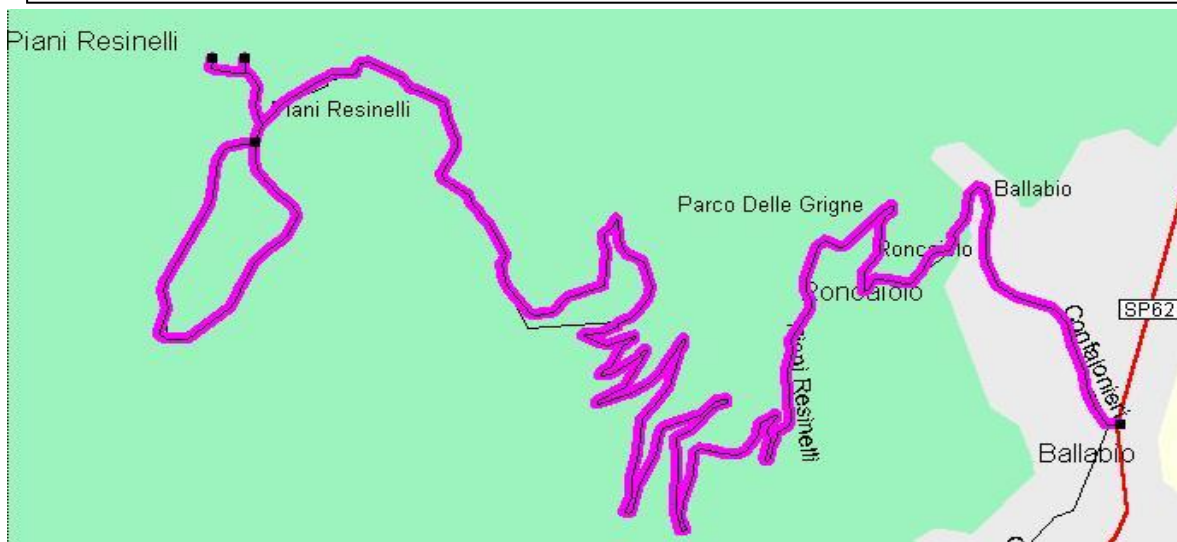 Piani Resinelli
Piani Resinelli
Parco Delle Grigne
Ballabio
Roncaiolo
Roncaiolo
SP62
Confalonieri
Piani Resinelli
Ballabio